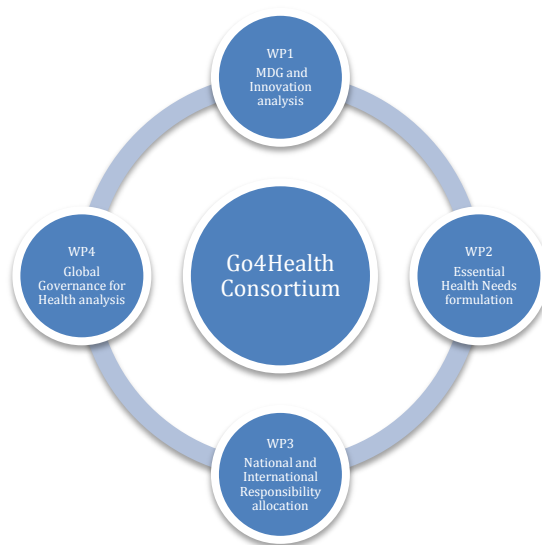 WP1
MDG and
Innovation
analysis
WP4
Global
Governance for
Health analysis
Go4Health
Consortium
WP2
Essential
Health Needs
formulation
WP3
National and
International
Responsibility
allocation